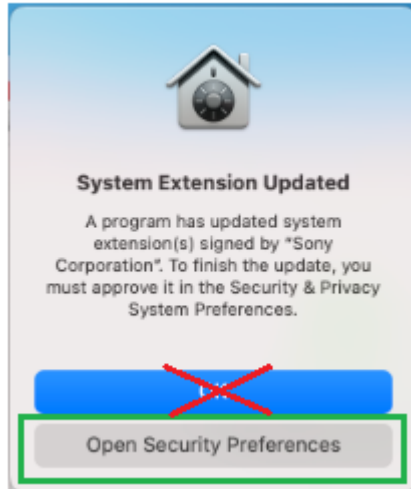 System Extension Updated
A program has updated system
extension(s) signed by "Sony
Corporation". To finish the update, you
must approve it in the Security & Privacy
System Preferences.
Open Security Preferences